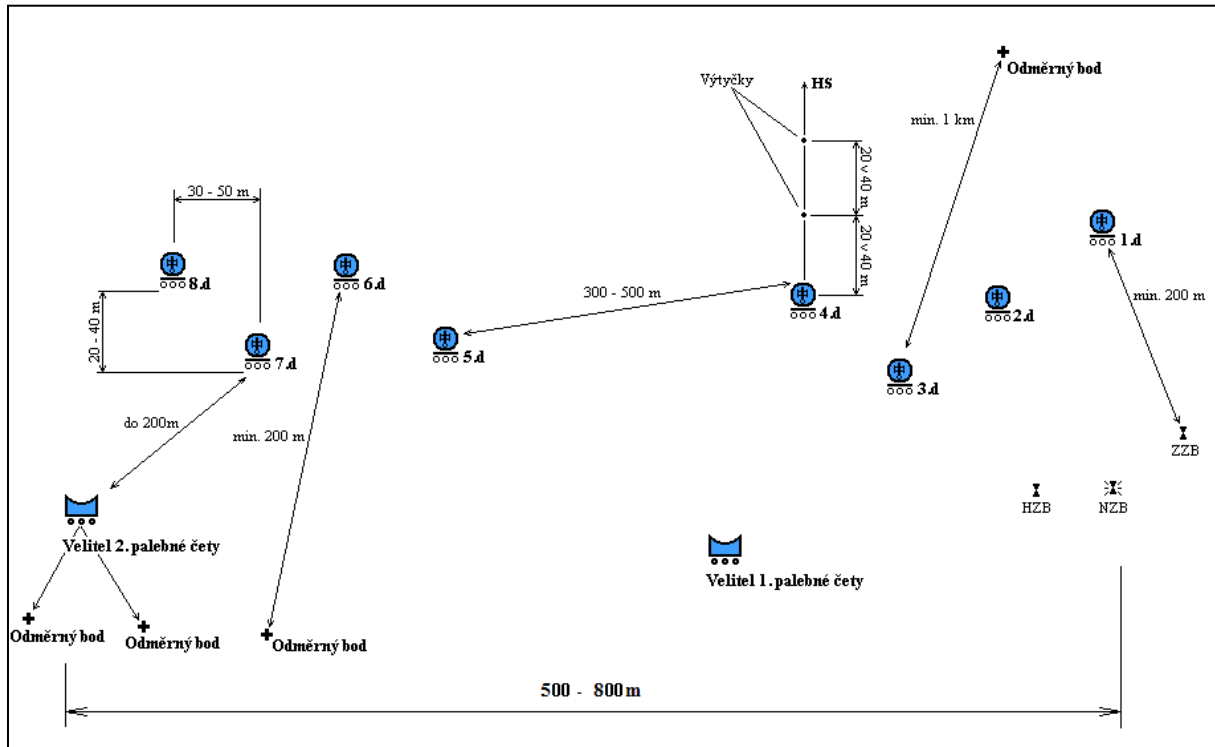 Odměrný bod
Výtyčky
HS
min. 1 km
20 v 40 m
30 - 50 m
1.d
8.d
6.d
20 v 40 m
300 - 500 m
4.d
2.d
min. 200 m
20 - 40 m
7.d
5.d
3.d
do 200m
min. 200 m
ZZB
HZB
NZB
Velitel 2. palebné čety
Velitel 1. palebné čety
Odměrný bod
Odměrný bod
Odměrný bod
500 - 800 m